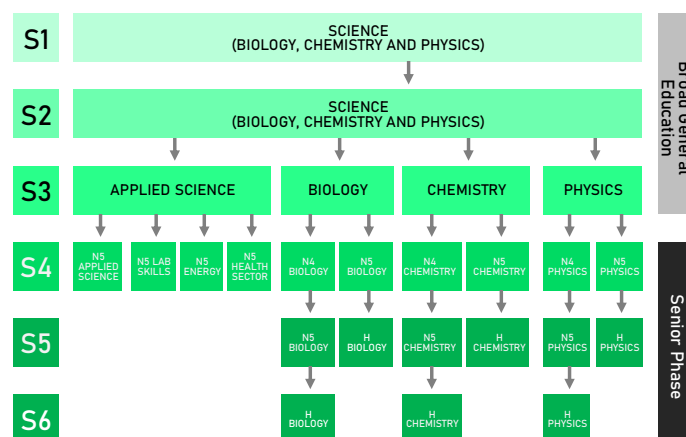 S1
SCIENCE
(BIOLOGY, CHEMISTRY AND PHYSICS)
Broad General
Education
S2
SCIENCE
(BIOLOGY, CHEMISTRY AND PHYSICS)
S3
APPLIED SCIENCE
BIOLOGY
CHEMISTRY
PHYSICS
S4
N5
APPLIED
SCIENCE
N5 LAB
SKILLS
N5
ENERGY
N5
HEALTH
SECTOR
N4
BIOLOGY
N5
BIOLOGY
N4
CHEMISTRY
N5
CHEMISTRY
N4
PHYSICS
N5
PHYSICS
Senior Phase
S5
N5
BIOLOGY
H
BIOLOGY
N5
CHEMISTRY
H
CHEMISTRY
N5
PHYSICS
H
PHYSICS
S6
H
BIOLOGY
H
CHEMISTRY
H
PHYSICS